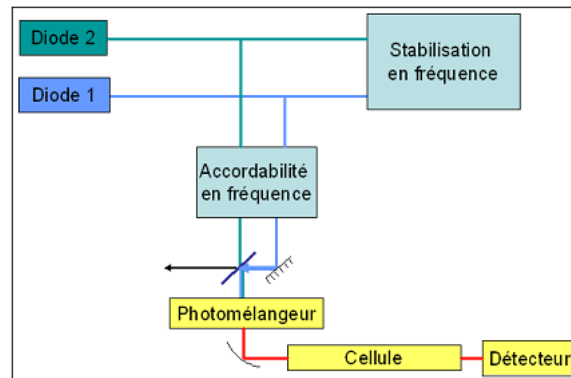 Diode 2
Stabilisation
en fréquence
Diode 1
Accordabilité
en fréquence
Photomélangeur
Cellule
Détecteur